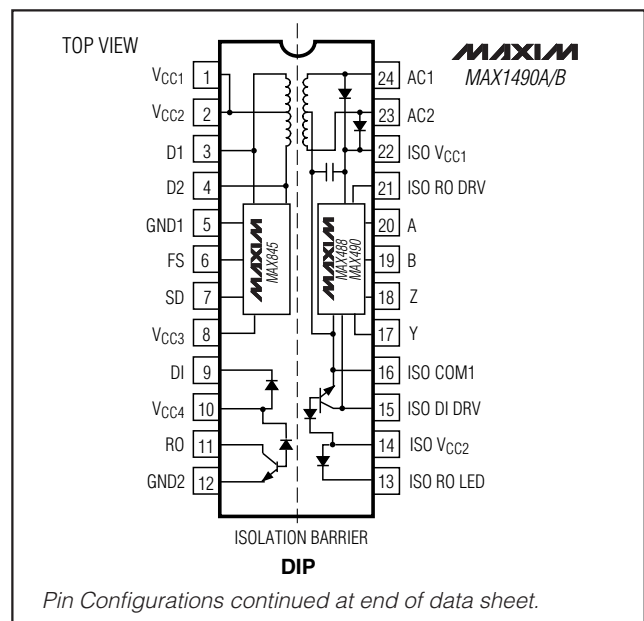 TOP VIEW
MAXIM
MAX1490A/B
VCC1 1
VCC2 2
D1 3
D2 4
GND1 5
FS 6
SD 7
VCC3 8
DI 9
VCC4 10
RO 11
GND2 12
MAXIM
MAX845
MAXIM
MAX488
MAX490
24 AC1
23 AC2
22 ISO VCC1
21 ISO RO DRV
20 A
19 B
18 Z
17 Y
16 ISO COM1
15 ISO DI DRV
14 ISO VCC2
13 ISO RO LED
ISOLATION BARRIER
DIP
Pin Configurations continued at end of data sheet.